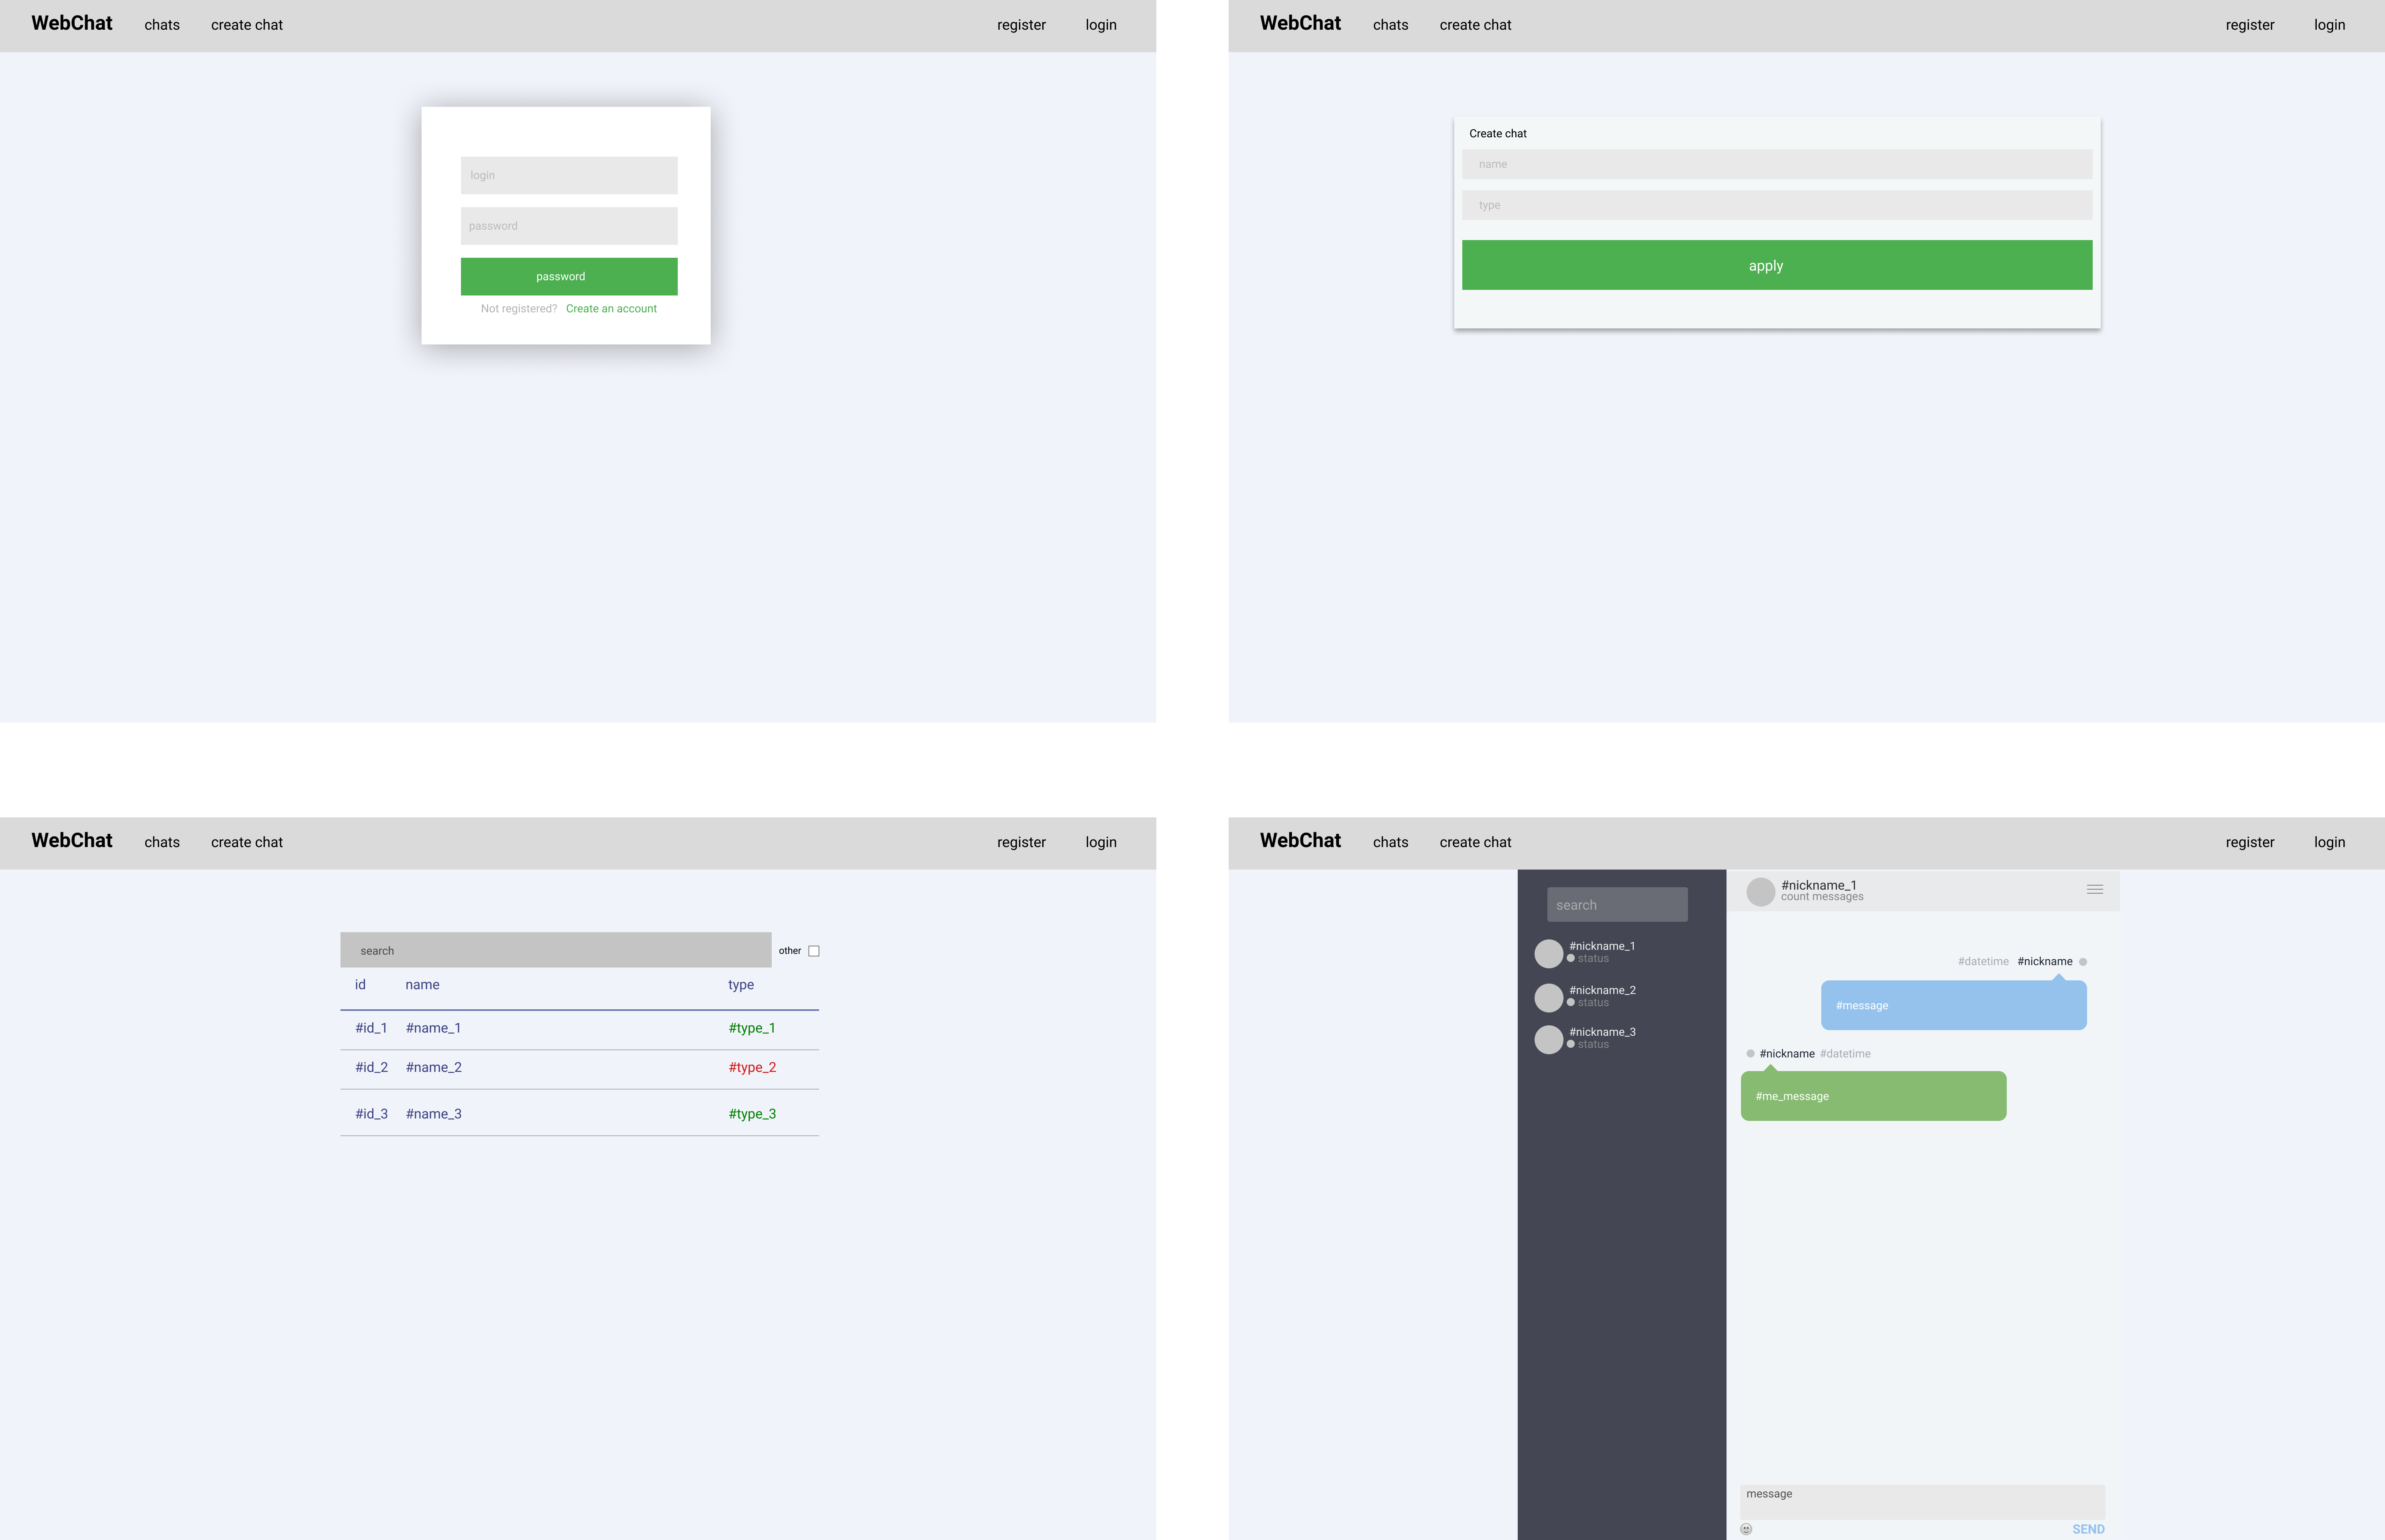 WebChat chats create chat register login
login
password
password
Not registered? Create an account
WebChat chats create chat register login
Create chat
name
type
apply
WebChat chats create chat register login
search other
id name type
#id_1 #name_1 #type_1
#id_2 #name_2 #type_2
#id_3 #name_3 #type_3
WebChat chats create chat register login
search
#nickname_1
status
#nickname_2
status
#nickname_3
status
#nickname_1
count messages
#datetime #nickname
#message
#nickname #datetime
#me_message
message
SEND